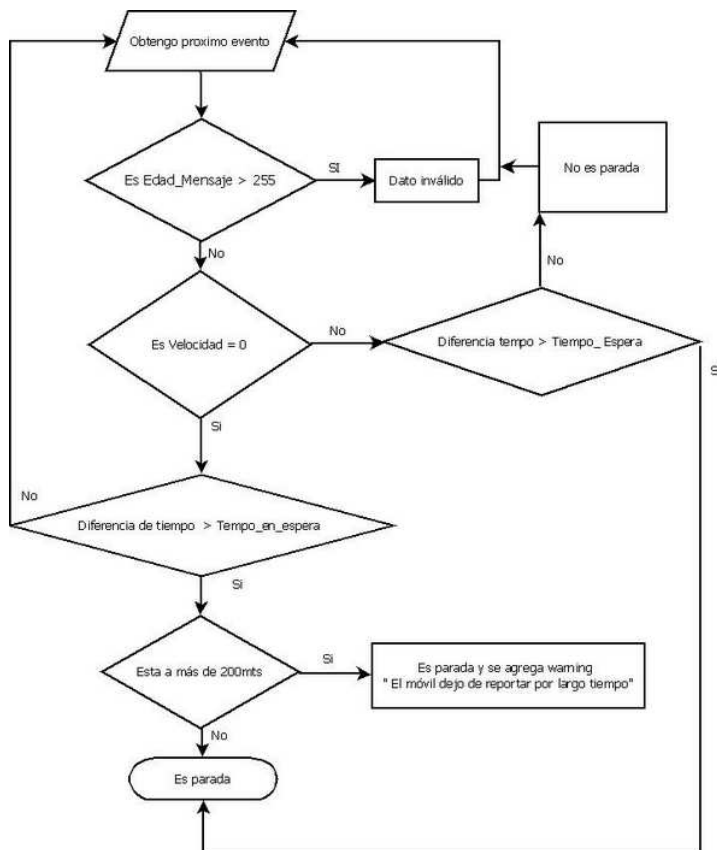 Obtengo proximo evento
Es Edad_Mensaje > 255
SI
Dato inválido
No es parada
No
No
Es Velocidad = 0
No
Diferencia tempo > Tiempo_ Espera
Si
No
Diferencia de tiempo > Tempo_en_espera
Si
Esta a más de 200mts
Si
Es parada y se agrega warning
" El móvil dejo de reportar por largo tiempo"
No
Es parada